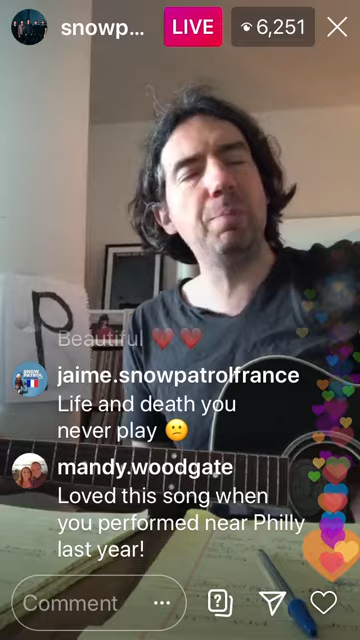 snowp...
LIVE
6,251
P
Beautiful 💔💔
jaime.snowpatrolfrance
Life and death you
never play 😕
mandy.woodgate
Loved this song when
you performed near Philly
last year!
Comment